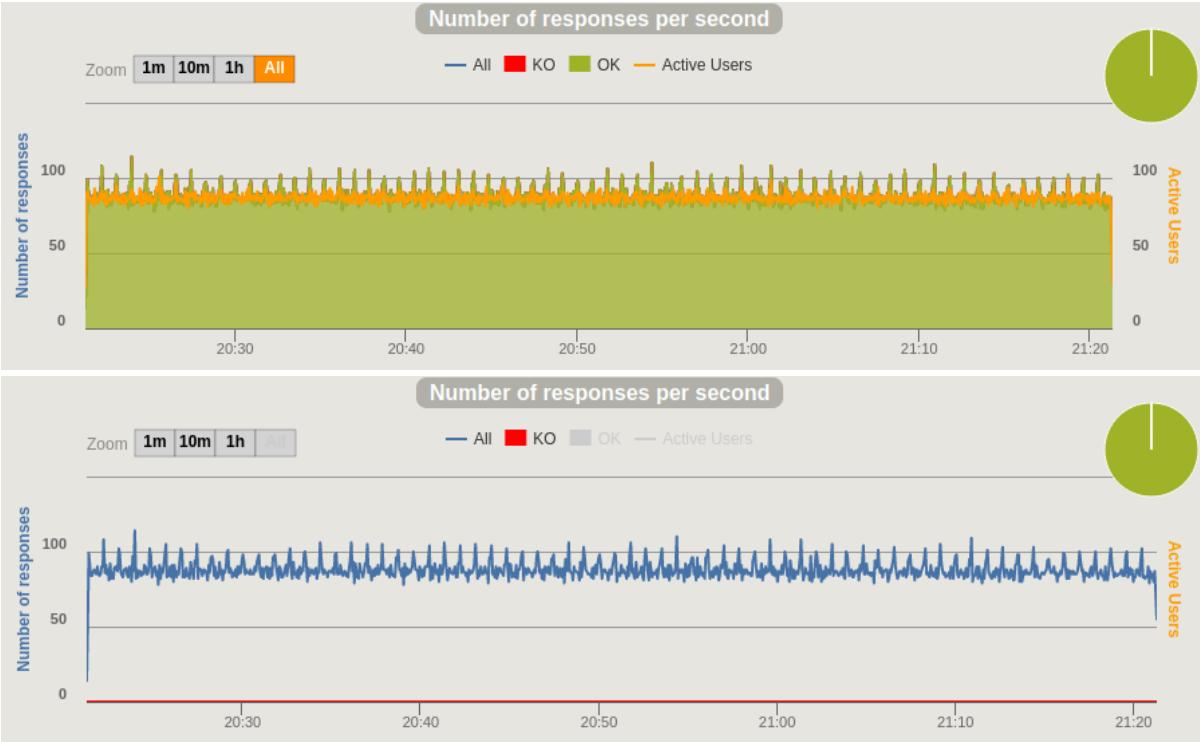 Number of responses per second
Zoom 1m 10m 1h All
All KO OK Active Users
Number of responses
Active Users
100 100
50 50
0 0
20:30 20:40 20:50 21:00 21:10 21:20
Number of responses per second
Zoom 1m 10m 1h All
All KO OK Active Users
Number of responses
Active Users
100
50
0
20:30 20:40 20:50 21:00 21:10 21:20